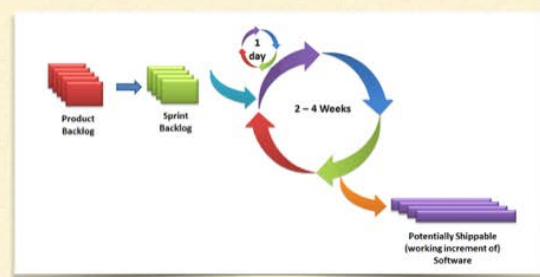 1
day
2 – 4 Weeks
Product
Backlog
Sprint
Backlog
Potentially Shippable
(working increment of)
Software